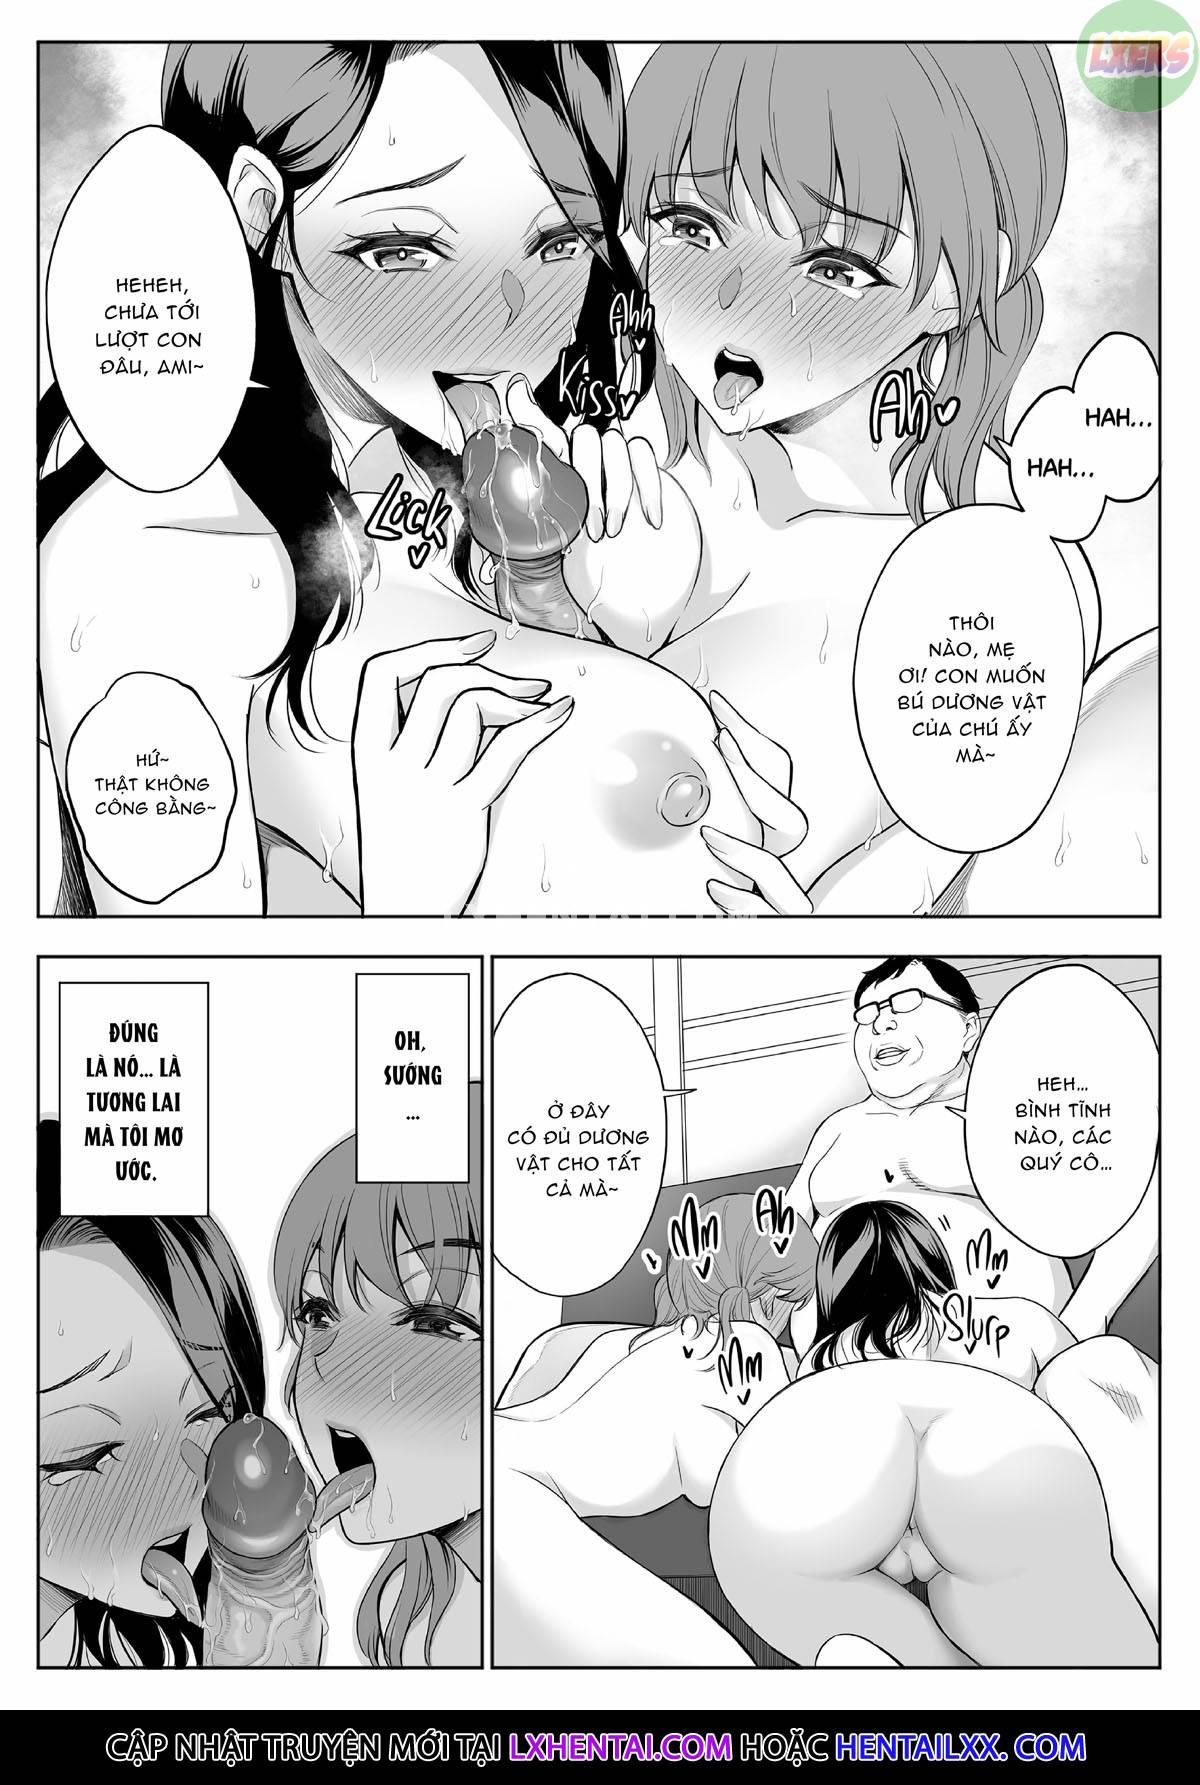 LXERS
HEHEH,
CHƯA TỚI
LƯỢT CON
ĐÂU, AMI~
Ahh
Kiss
Ah
Lick
HAH...
HAH...
THÔI
NÀO, MẸ
ƠI! CON MUỐN
BÚ DƯƠNG VẬT
CỦA CHÚ ẤY
MÀ~
HỨ~
THẬT KHÔNG
CÔNG BẰNG~
LXHENTAI.COM
HEH...
BÌNH TĨNH
NÀO, CÁC
QUÝ CÔ...
Ở ĐÂY
CÓ ĐỦ DƯƠNG
VẬT CHO TẤT
CẢ MÀ~
Mm
Ah
Mm
Mm
Slurp
OH,
SƯỚNG
...
ĐÚNG
LÀ NÓ... LÀ
TƯƠNG LAI
MÀ TÔI MƠ
ƯỚC.
CẬP NHẬT TRUYỆN MỚI TẠI LXHENTAI.COM HOẶC HENTAILXX. COM